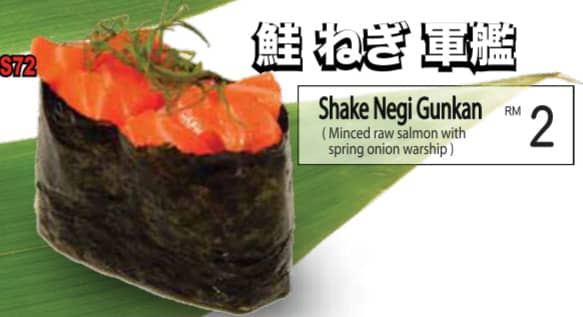 S72
鮭 ねぎ 軍艦
Shake Negi Gunkan
RM 2
( Minced raw salmon with
spring onion warship )